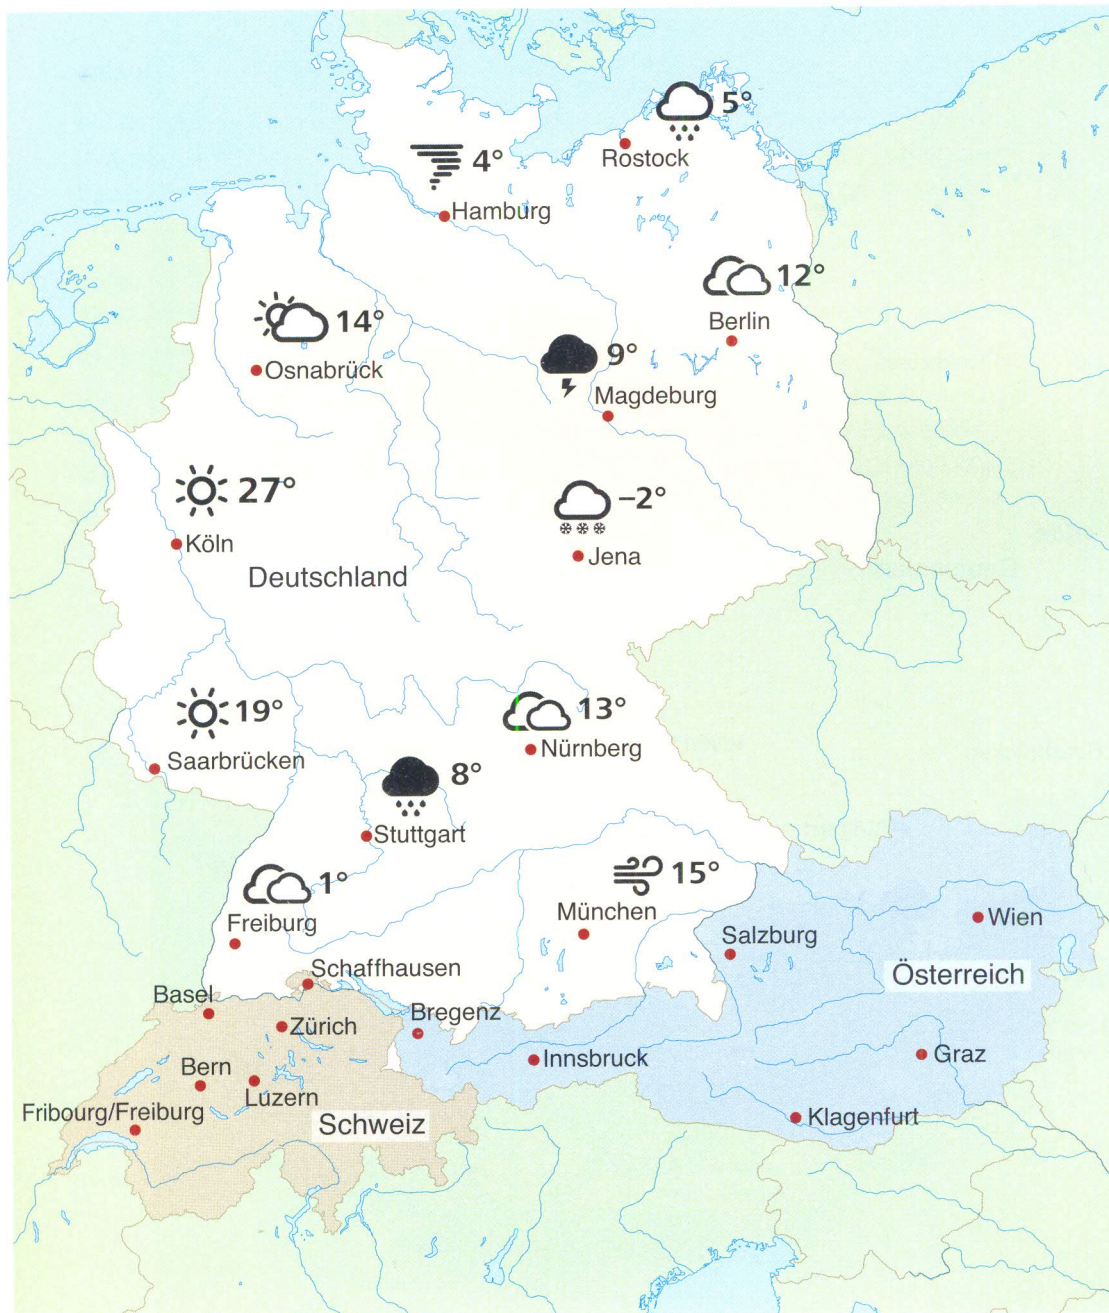 5°
Rostock
4°
Hamburg
12°
Berlin
14°
Osnabrück
9°
Magdeburg
27°
Köln
–2°
Jena
Deutschland
19°
Saarbrücken
13°
Nürnberg
8°
Stuttgart
1°
Freiburg
15°
München
Wien
Salzburg
Österreich
Schaffhausen
Basel
Zürich
Bregenz
Innsbruck
Graz
Bern
Luzern
Fribourg/Freiburg
Schweiz
Klagenfurt